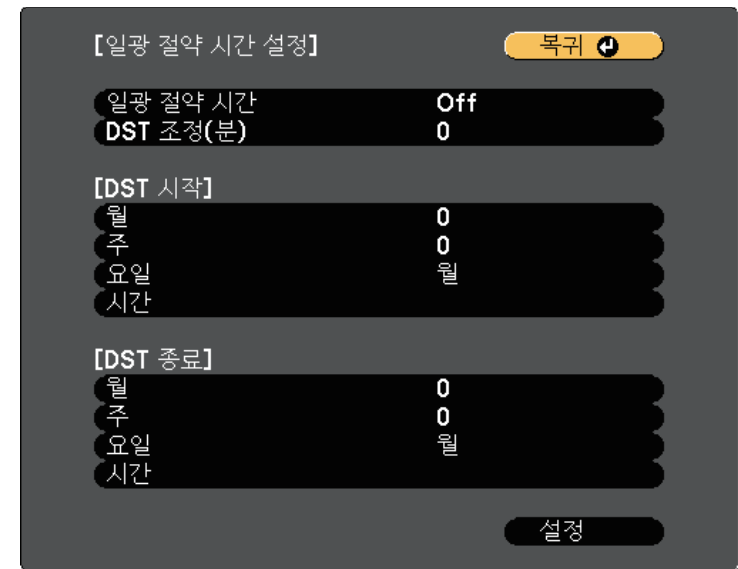 [일광 절약 시간 설정] 복귀
일광 절약 시간 Off
DST 조정(분) 0
[DST 시작]
월 0
주 0
요일 월
시간
[DST 종료]
월 0
주 0
요일 월
시간
설정